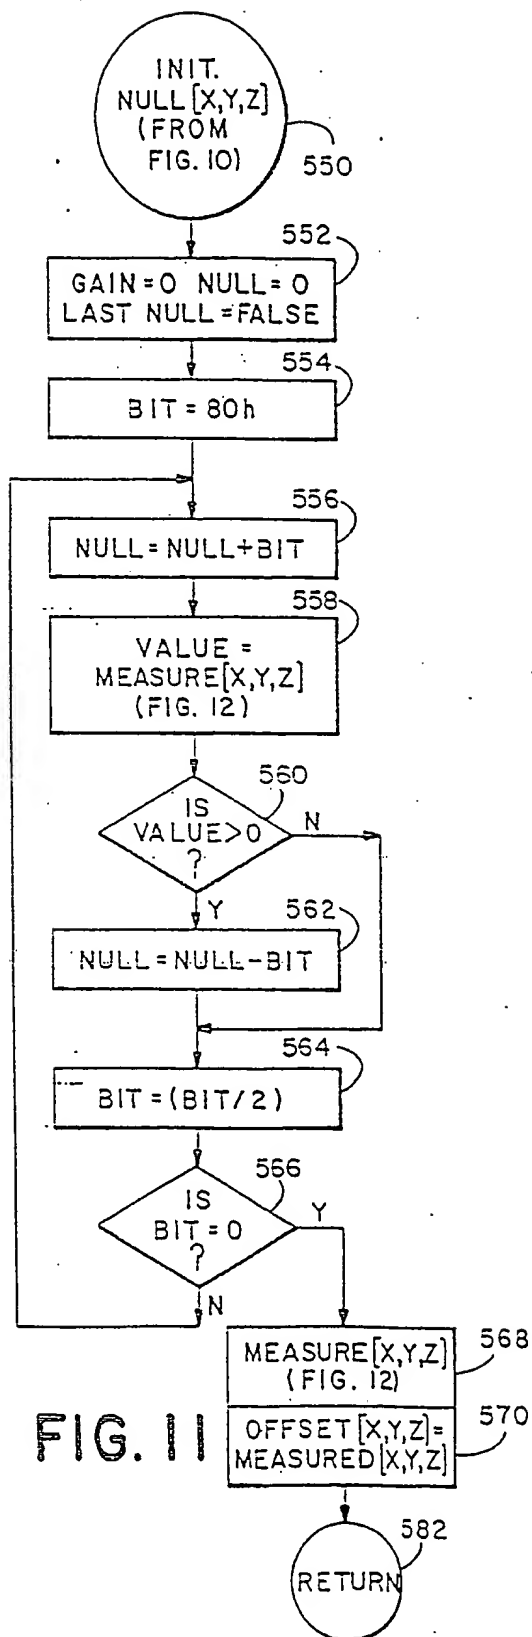 INIT.
NULL[X,Y,Z]
(FROM
FIG. 10)
550
552
GAIN=0 NULL=0
LAST NULL=FALSE
554
BIT=80h
556
NULL=NULL+BIT
558
VALUE=
MEASURE[X,Y,Z]
(FIG. 12)
560
IS
VALUE>0
?
N
Y
562
NULL=NULL-BIT
564
BIT=(BIT/2)
566
IS
BIT=0
?
Y
N
MEASURE[X,Y,Z]
(FIG. 12)
568
OFFSET[X,Y,Z]=
MEASURED[X,Y,Z]
570
FIG. 11
582
RETURN